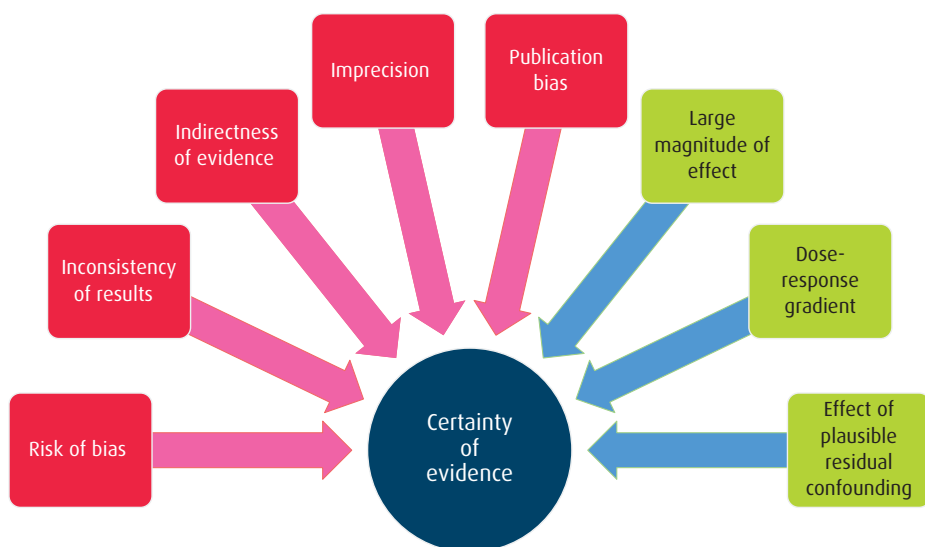 Imprecision
Publication
bias
Indirectness
of evidence
Large
magnitude of
effect
Inconsistency
of results
Dose-
response
gradient
Risk of bias
Certainty
of
evidence
Effect of
plausible
residual
confounding